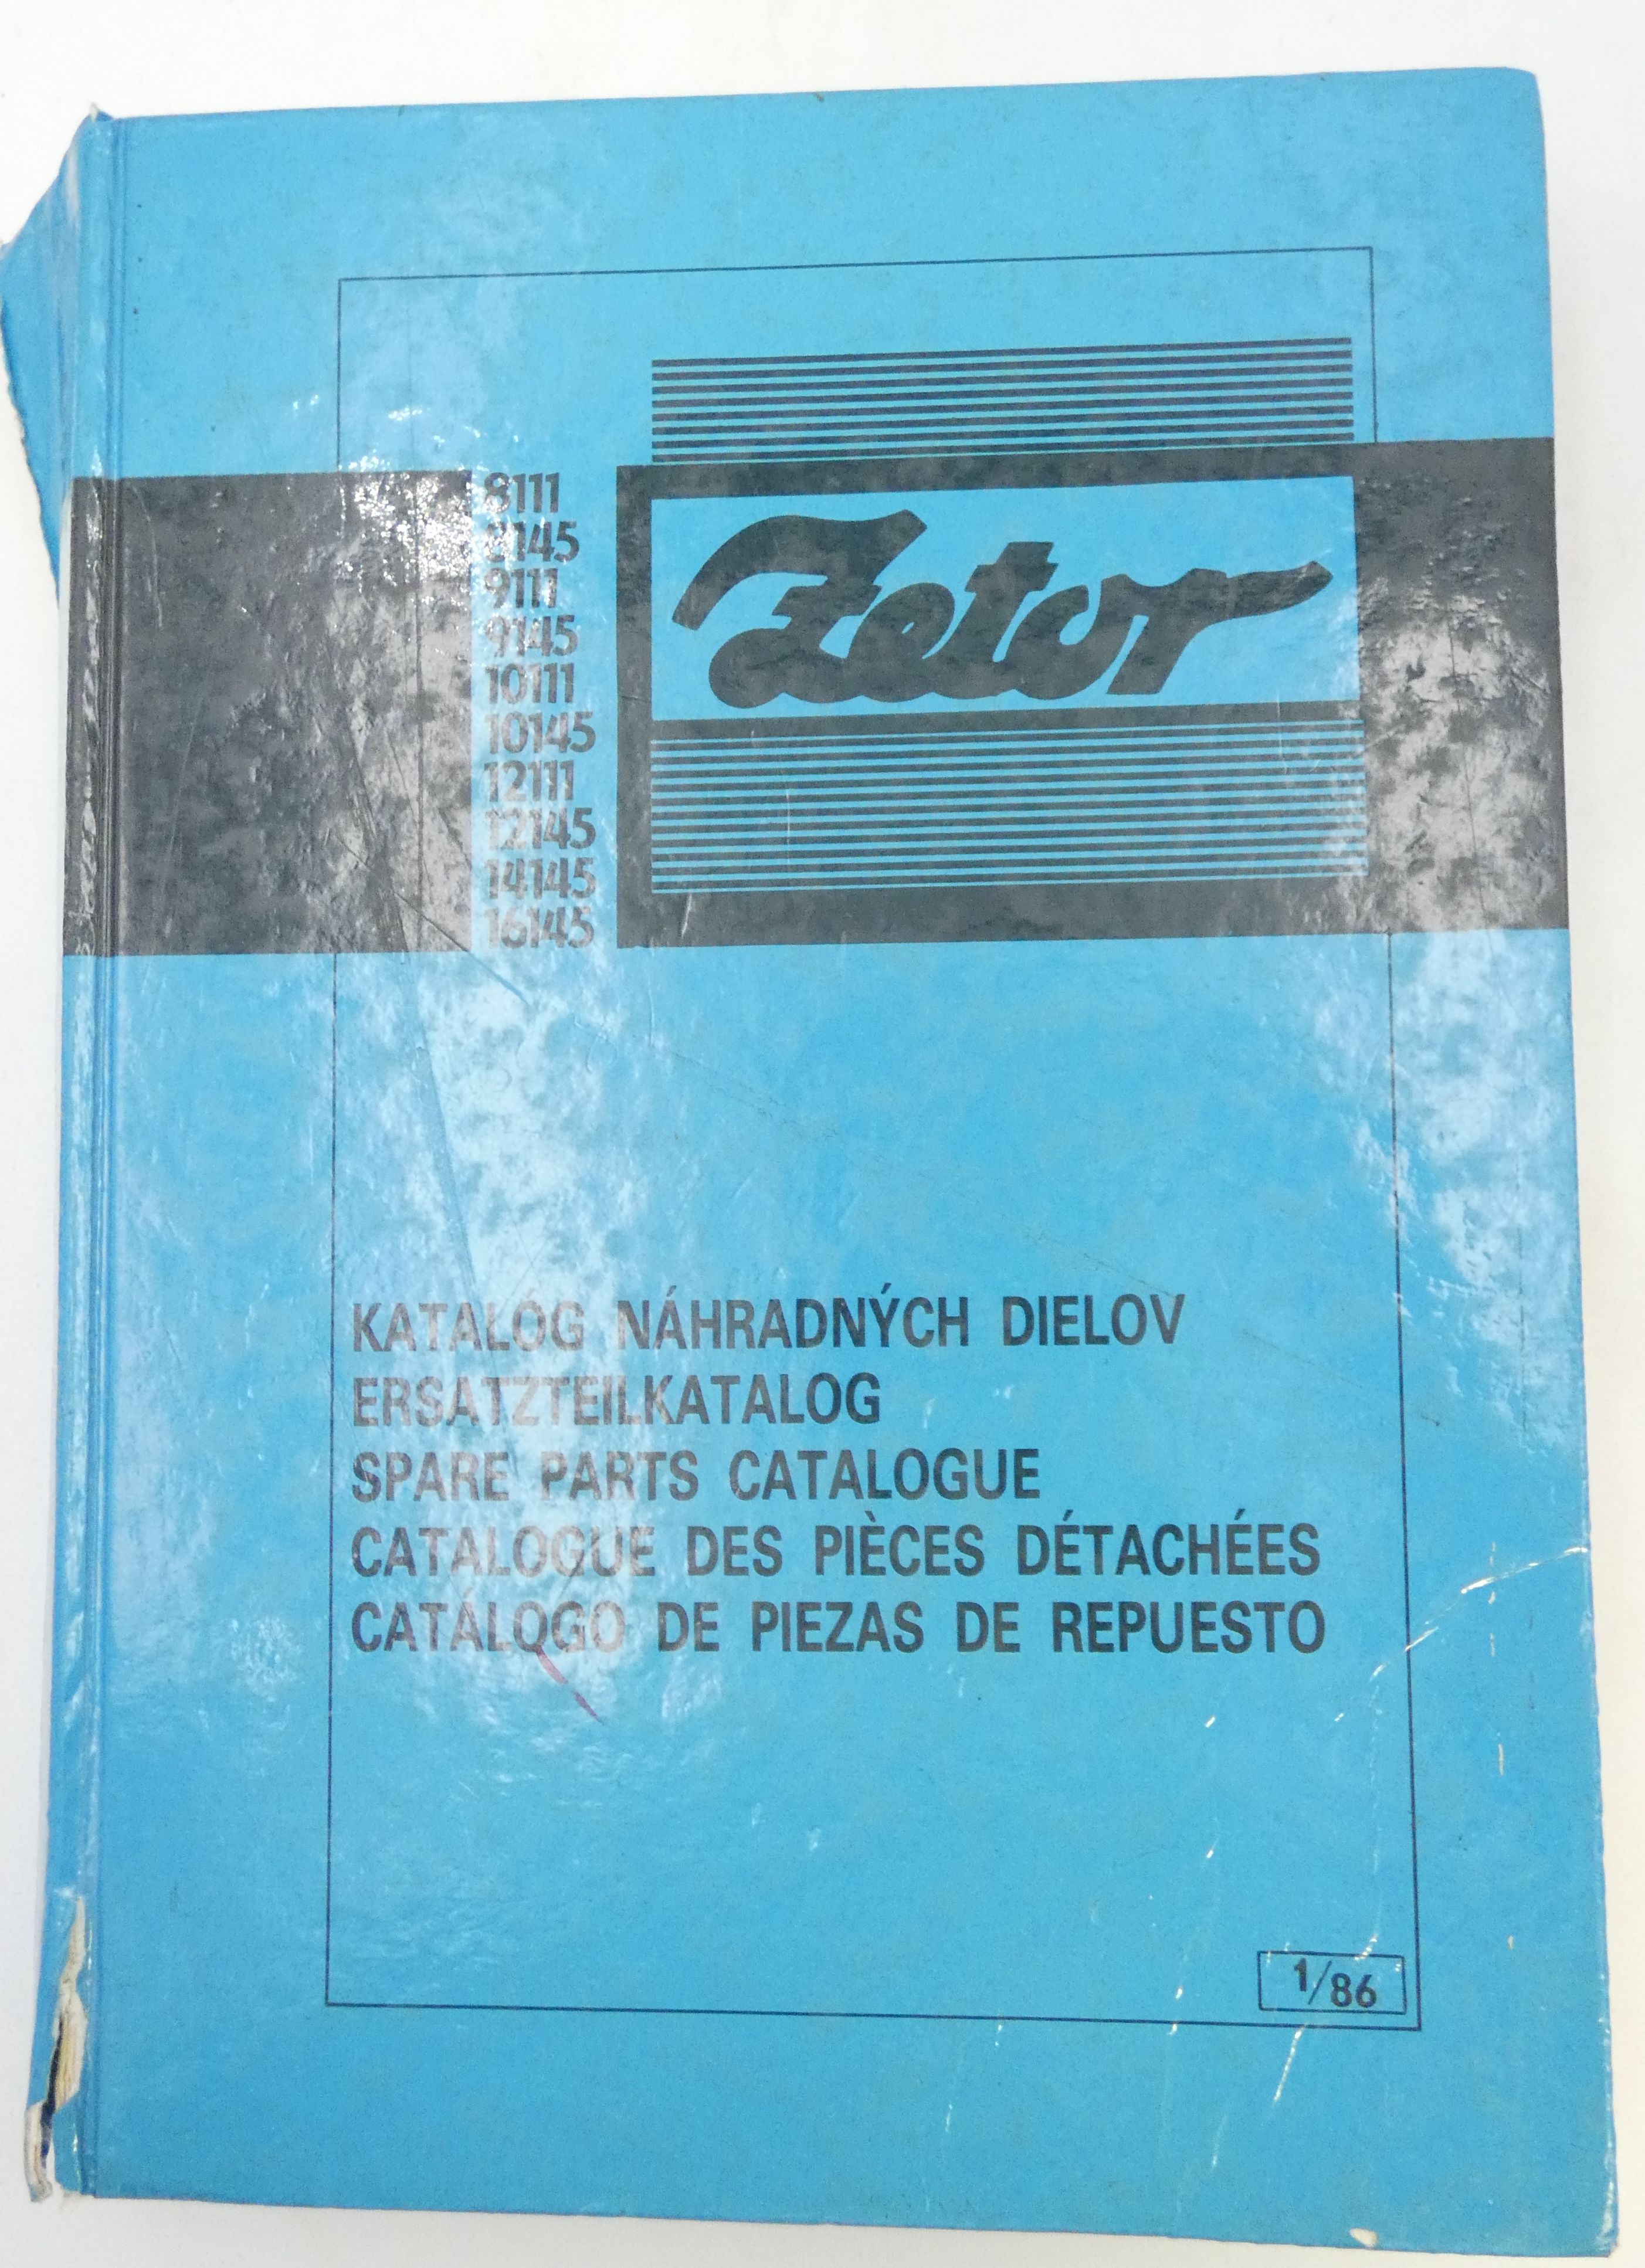 8111
8145
9111
9145
10111
10145
12111
12145
14145
16145
Zetor
KATALÓG NÁHRADNÝCH DIELOV
ERSATZTEILKATALOG
SPARE PARTS CATALOGUE
CATALOGUE DES PIÈCES DÉTACHÉES
CATÁLOGO DE PIEZAS DE REPUESTO
1/86